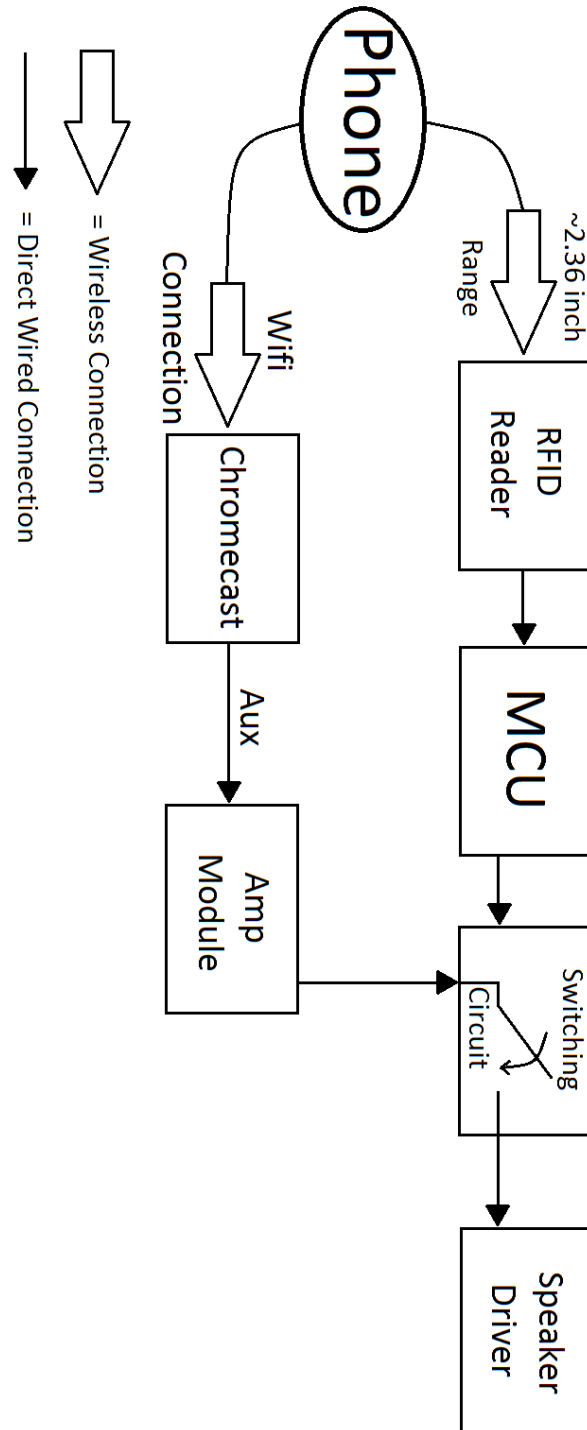 Phone
~2.36 inch
Range
RFID
Reader
MCU
Switching
Circuit
Speaker
Driver
Wifi
Connection
Chromecast
Aux
Amp
Module
= Wireless Connection
= Direct Wired Connection